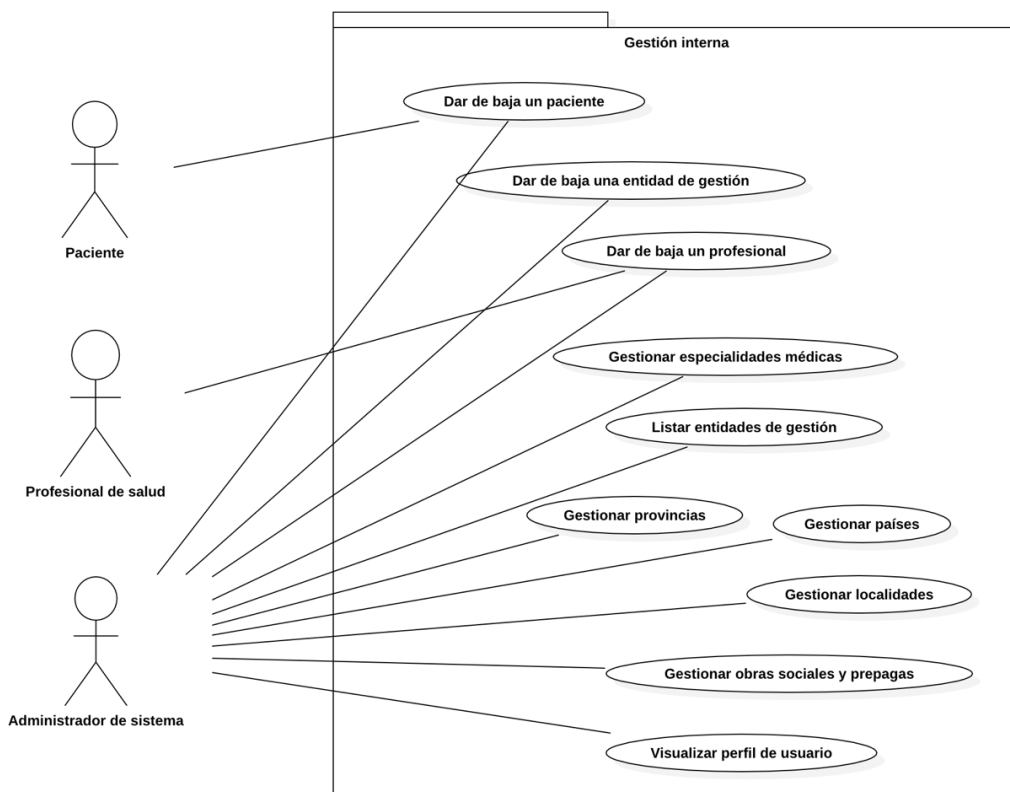 Gestión interna
Dar de baja un paciente
Dar de baja una entidad de gestión
Paciente
Dar de baja un profesional
Gestionar especialidades médicas
Listar entidades de gestión
Profesional de salud
Gestionar provincias
Gestionar países
Gestionar localidades
Gestionar obras sociales y prepagas
Administrador de sistema
Visualizar perfil de usuario